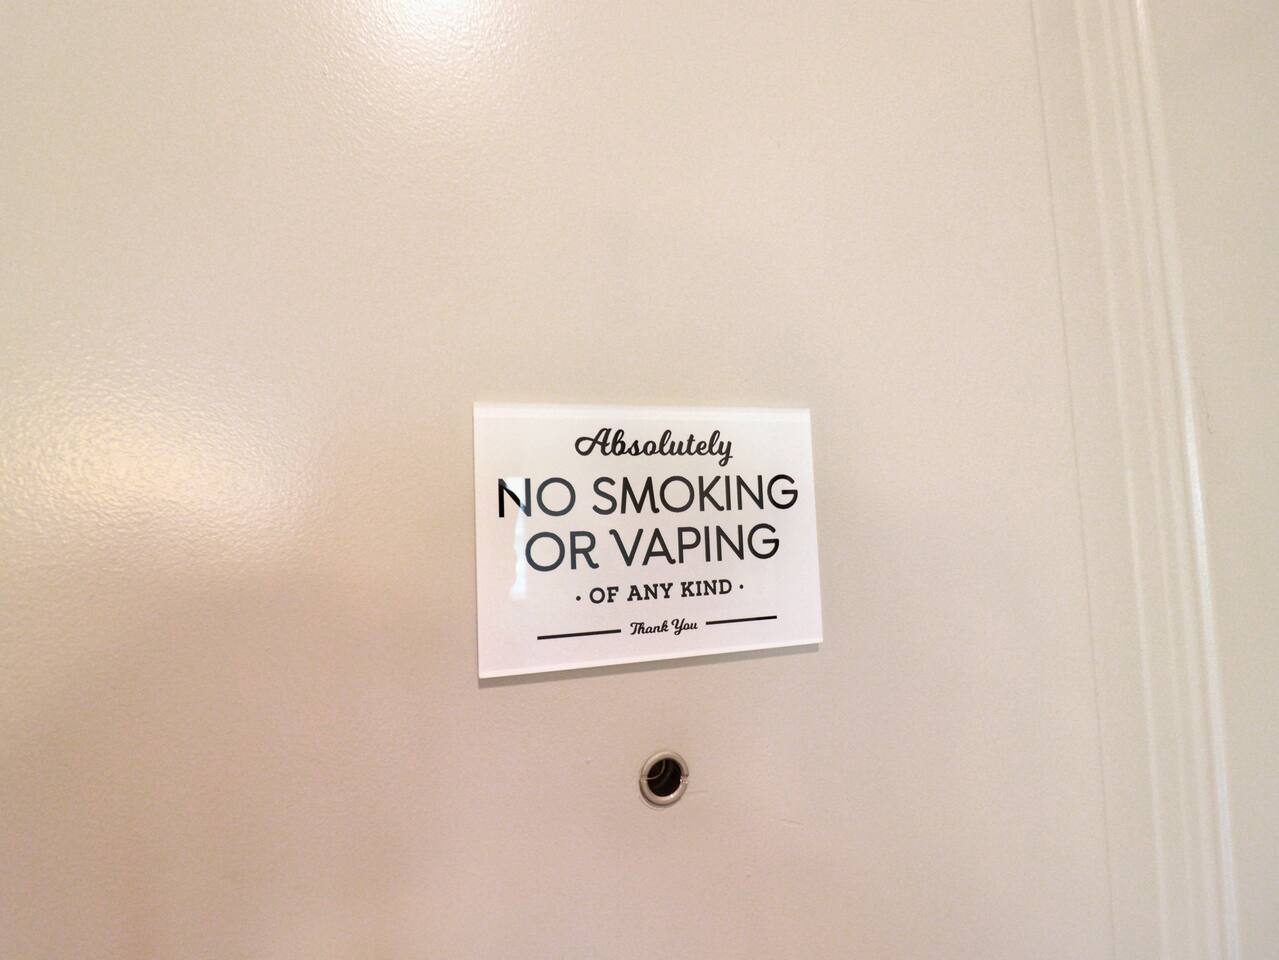 Absolutely
NO SMOKING
OR VAPING
· OF ANY KIND ·
Thank You